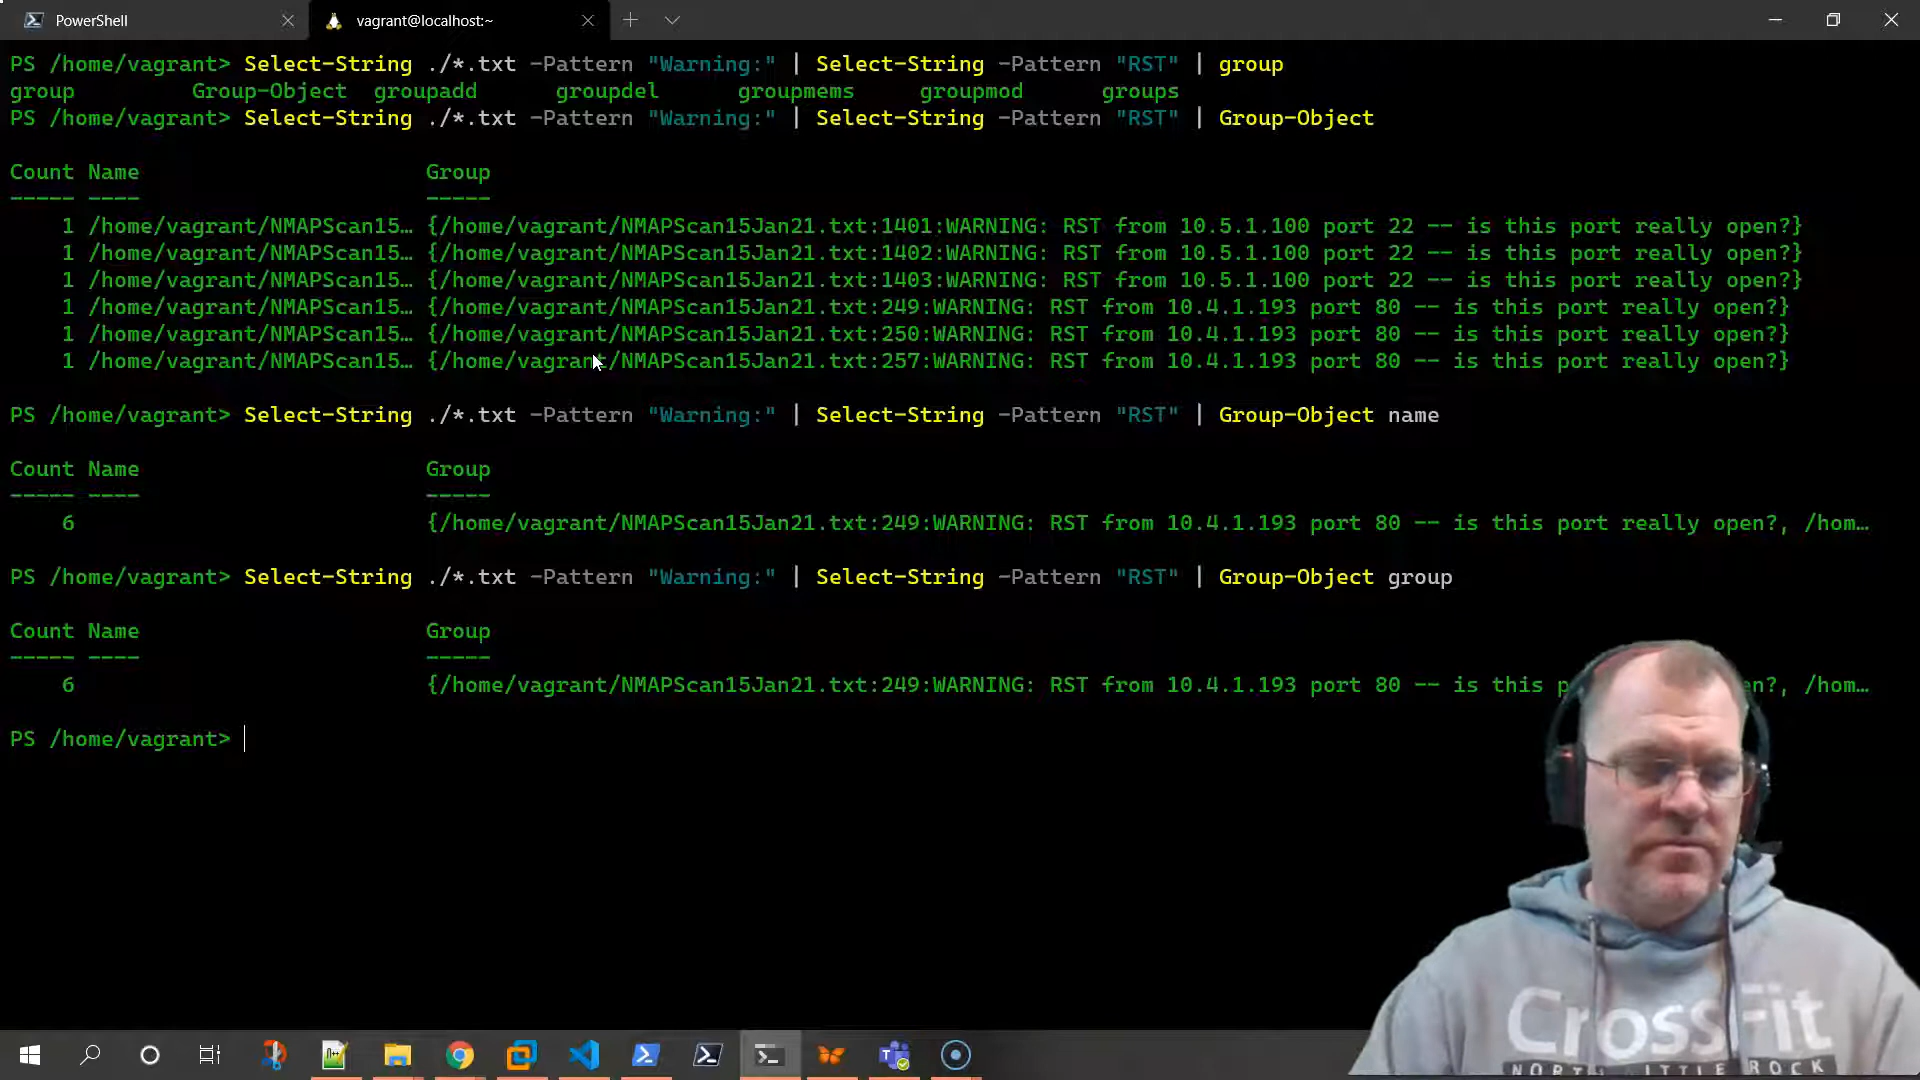 PowerShell
vagrant@localhost:~
PS /home/vagrant> Select-String ./*.txt -Pattern "Warning:" | Select-String -Pattern "RST" | group
group Group-Object groupadd groupdel groupmems groupmod groups
PS /home/vagrant> Select-String ./*.txt -Pattern "Warning:" | Select-String -Pattern "RST" | Group-Object
Count Name Group
----- ---- -----
1 /home/vagrant/NMAPScan15… {/home/vagrant/NMAPScan15Jan21.txt:1401:WARNING: RST from 10.5.1.100 port 22 -- is this port really open?}
1 /home/vagrant/NMAPScan15… {/home/vagrant/NMAPScan15Jan21.txt:1402:WARNING: RST from 10.5.1.100 port 22 -- is this port really open?}
1 /home/vagrant/NMAPScan15… {/home/vagrant/NMAPScan15Jan21.txt:1403:WARNING: RST from 10.5.1.100 port 22 -- is this port really open?}
1 /home/vagrant/NMAPScan15… {/home/vagrant/NMAPScan15Jan21.txt:249:WARNING: RST from 10.4.1.193 port 80 -- is this port really open?}
1 /home/vagrant/NMAPScan15… {/home/vagrant/NMAPScan15Jan21.txt:250:WARNING: RST from 10.4.1.193 port 80 -- is this port really open?}
1 /home/vagrant/NMAPScan15… {/home/vagrant/NMAPScan15Jan21.txt:257:WARNING: RST from 10.4.1.193 port 80 -- is this port really open?}
PS /home/vagrant> Select-String ./*.txt -Pattern "Warning:" | Select-String -Pattern "RST" | Group-Object name
Count Name Group
----- ---- -----
6 {/home/vagrant/NMAPScan15Jan21.txt:249:WARNING: RST from 10.4.1.193 port 80 -- is this port really open?, /hom…
PS /home/vagrant> Select-String ./*.txt -Pattern "Warning:" | Select-String -Pattern "RST" | Group-Object group
Count Name Group
----- ---- -----
6 {/home/vagrant/NMAPScan15Jan21.txt:249:WARNING: RST from 10.4.1.193 port 80 -- is this /hom…
PS /home/vagrant>
CrossFit
NORTH LITTLE ROCK